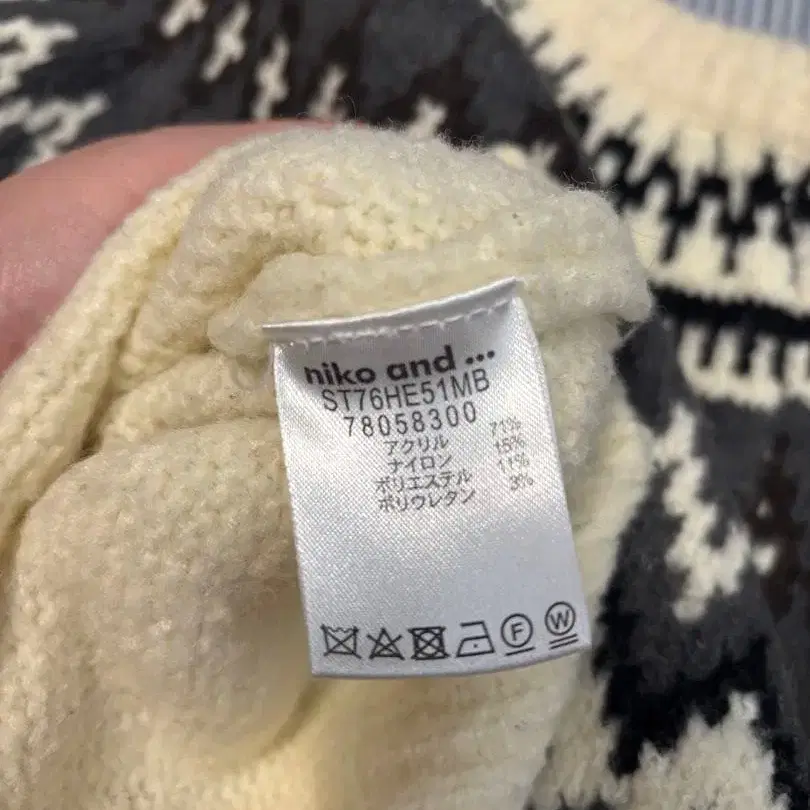 niko and ...
ST76HE51MB
78058300
アクリル 71%
ナイロン 15%
ポリエステル 11%
ポリウレタン 3%
F W